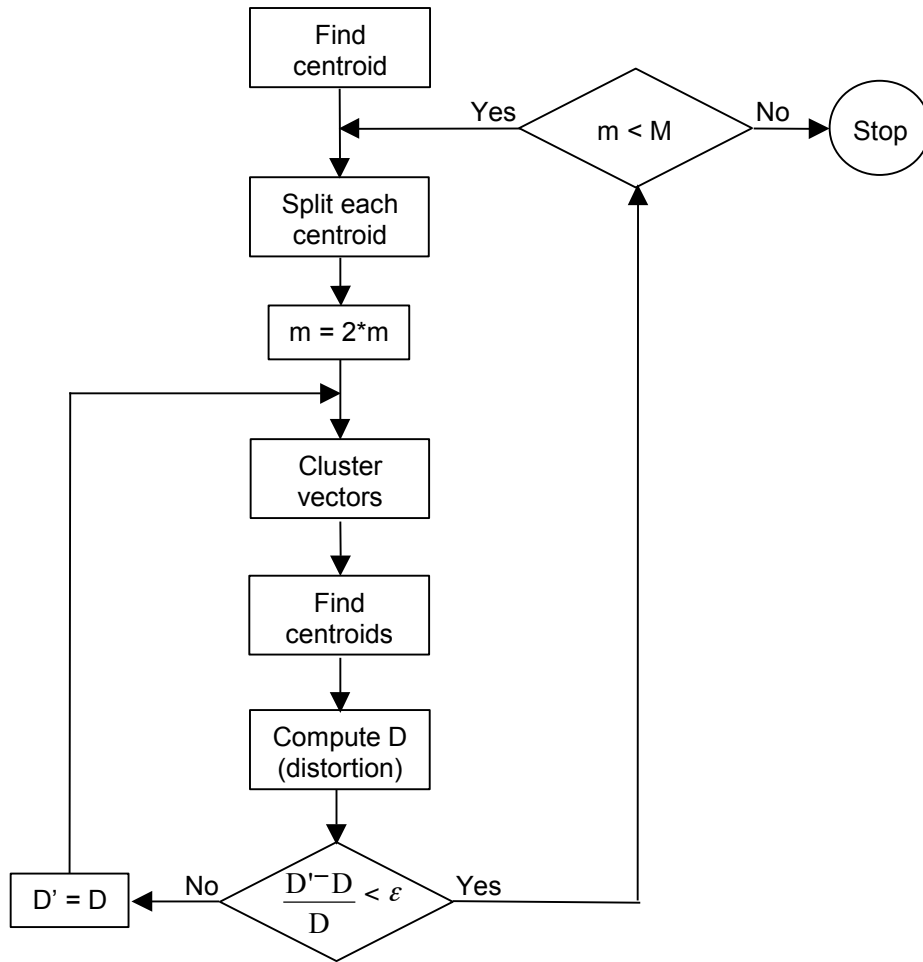 Find
centroid
Yes
m < M
No
Stop
Split each
centroid
m = 2*m
Cluster
vectors
Find
centroids
Compute D
(distortion)
D’ = D
No
D'−D
D
< ε
Yes